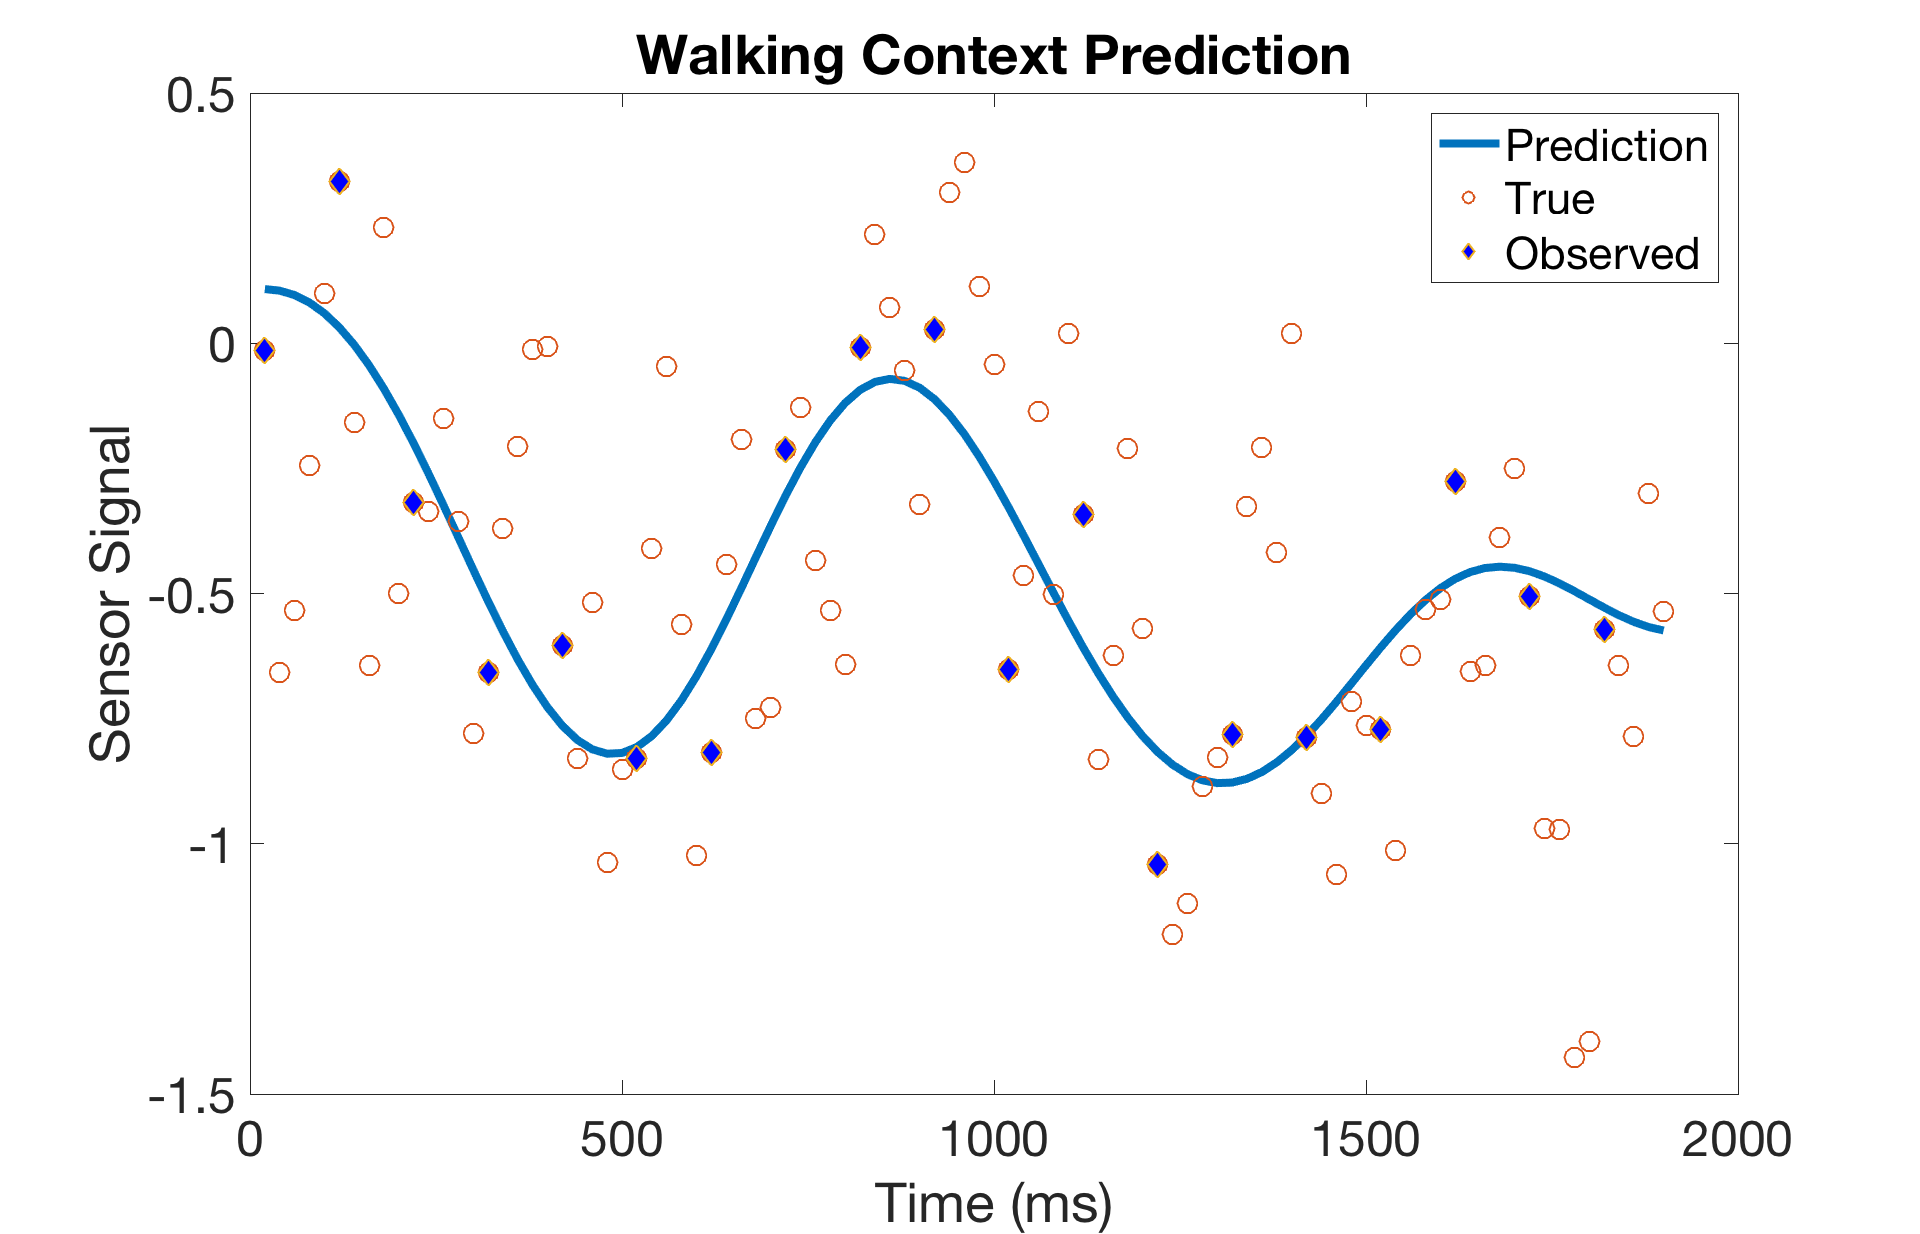 Walking Context Prediction
0.5
0
-0.5
-1
-1.5
Sensor Signal
Prediction
True
Observed
0 500 1000 1500 2000
Time (ms)